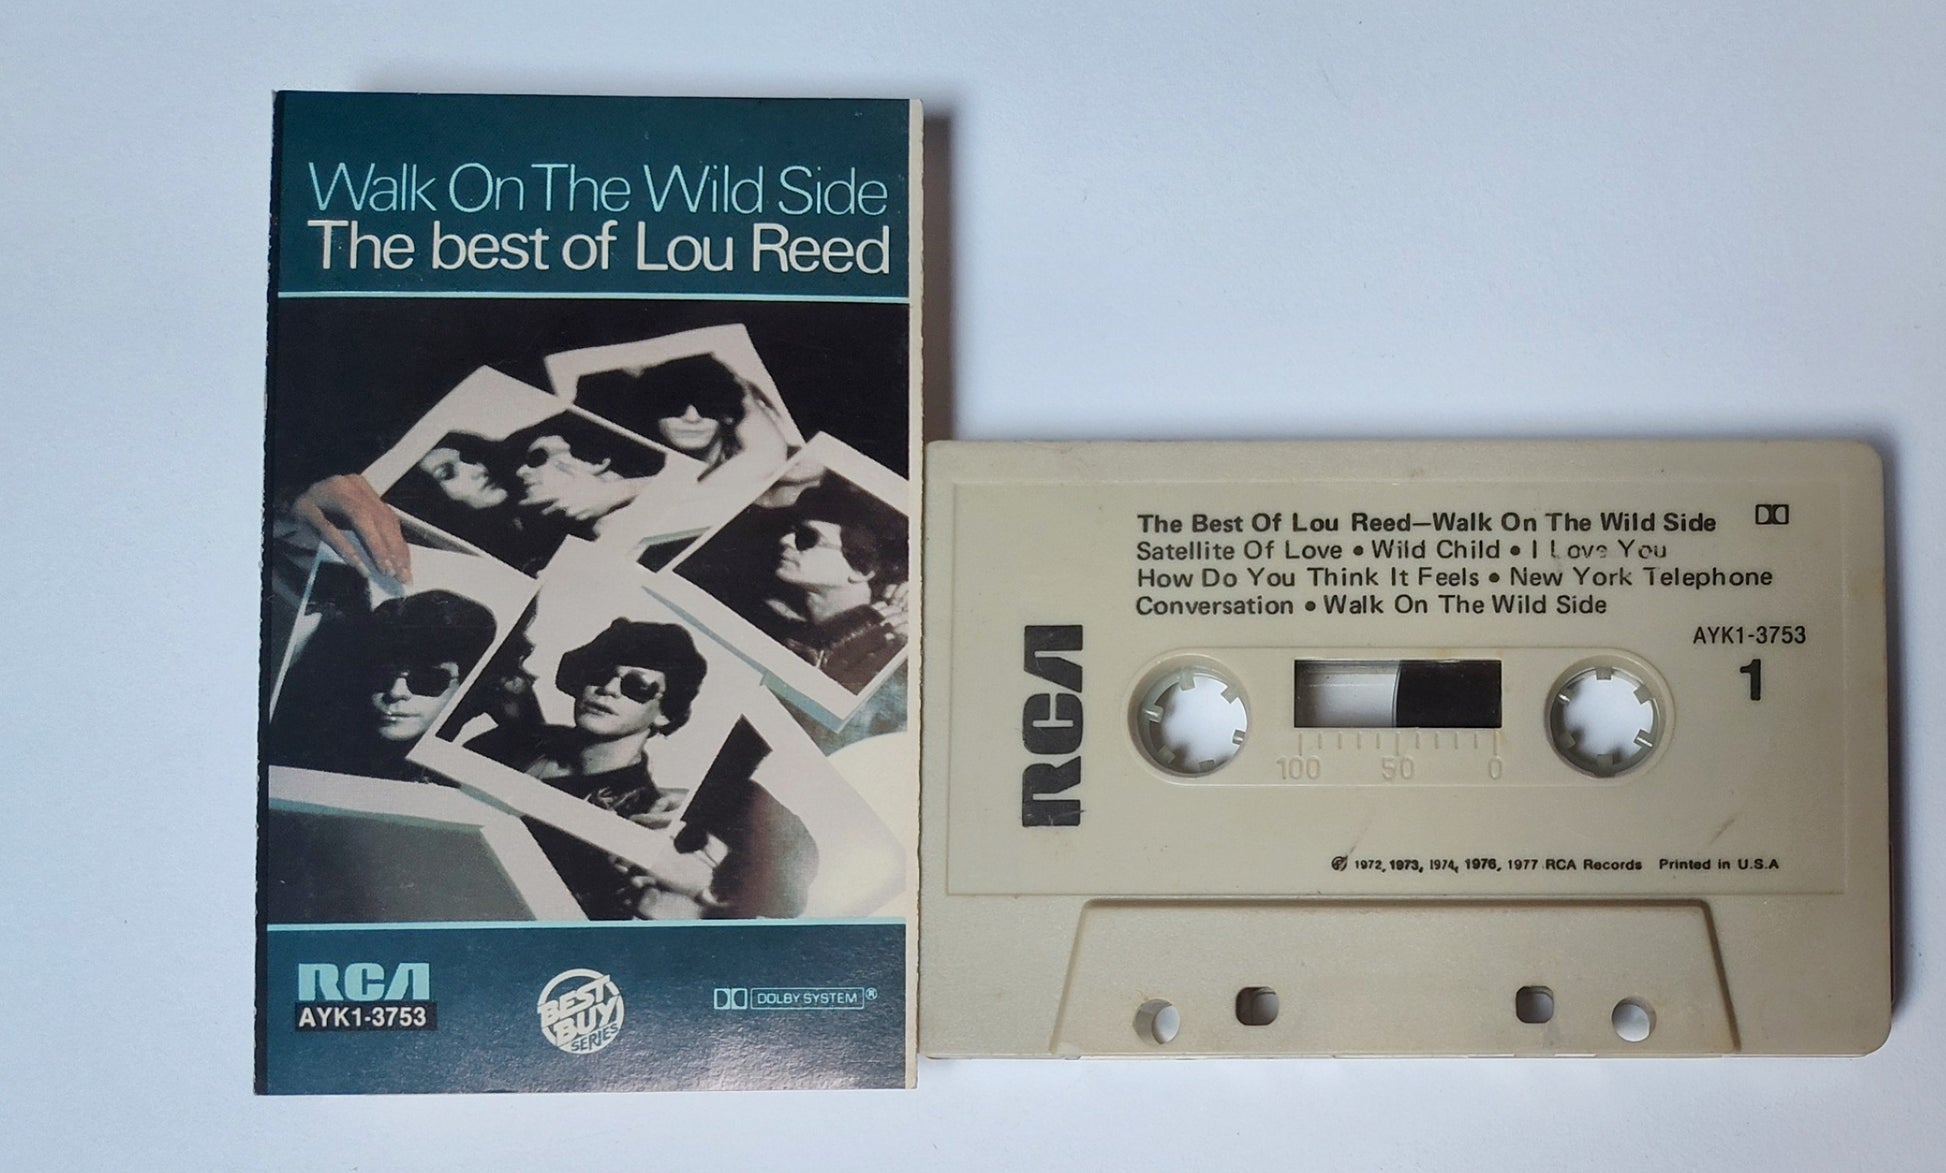 Walk On The Wild Side
The best of Lou Reed
RCA
AYK1-3753
BEST
BUY
SERIES
DOLBY SYSTEM®
The Best Of Lou Reed—Walk On The Wild Side
Satellite Of Love • Wild Child • I Love You
How Do You Think It Feels • New York Telephone
Conversation • Walk On The Wild Side
AYK1-3753
1
RCA
100 50 0
℗ 1972, 1973, 1974, 1976, 1977 RCA Records Printed in U.S.A